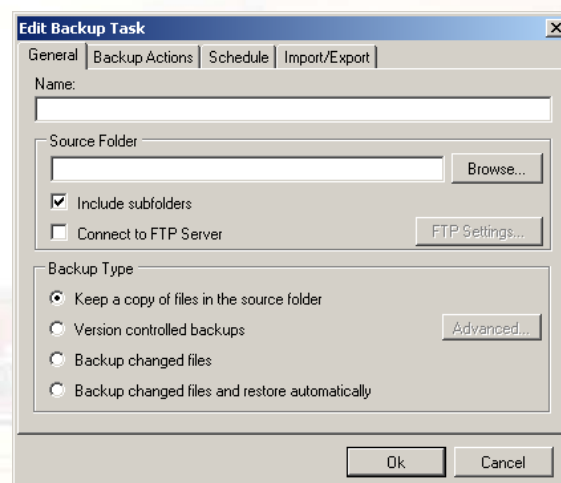 Edit Backup Task
General Backup Actions Schedule Import/Export
Name:
Source Folder
Browse...
Include subfolders
Connect to FTP Server FTP Settings...
Backup Type
Keep a copy of files in the source folder
Version controlled backups Advanced...
Backup changed files
Backup changed files and restore automatically
Ok Cancel